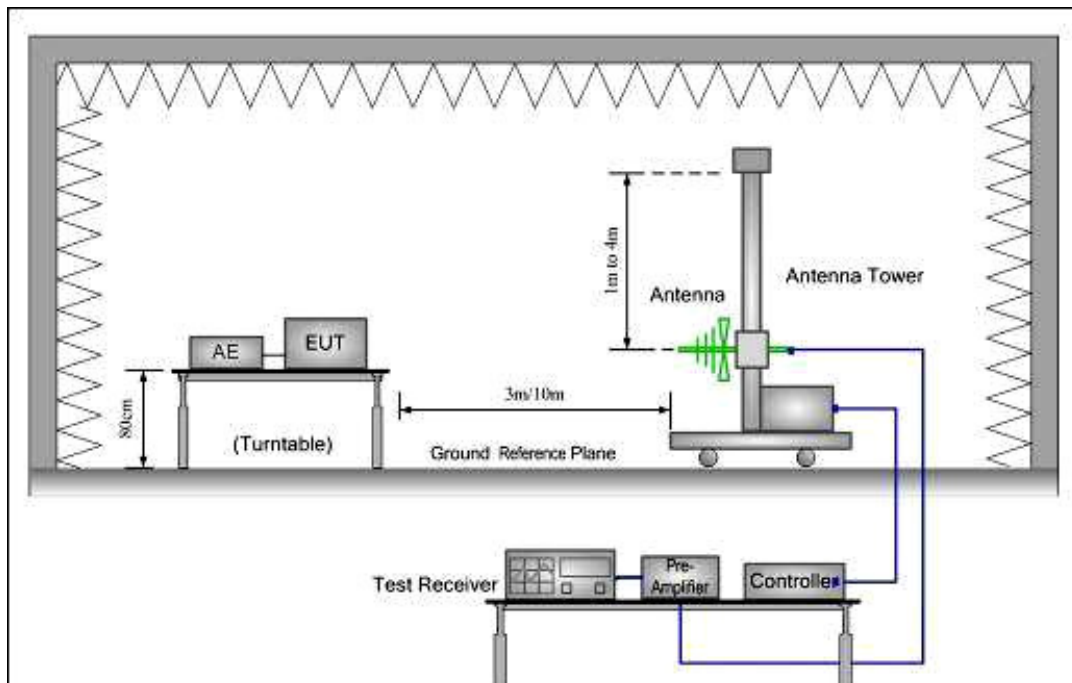 1m to 4m
Antenna Tower
Antenna
AE
EUT
3m/10m
80cm
(Turntable)
Ground Reference Plane
Test Receiver
Pre-
Amplifier
Controlle